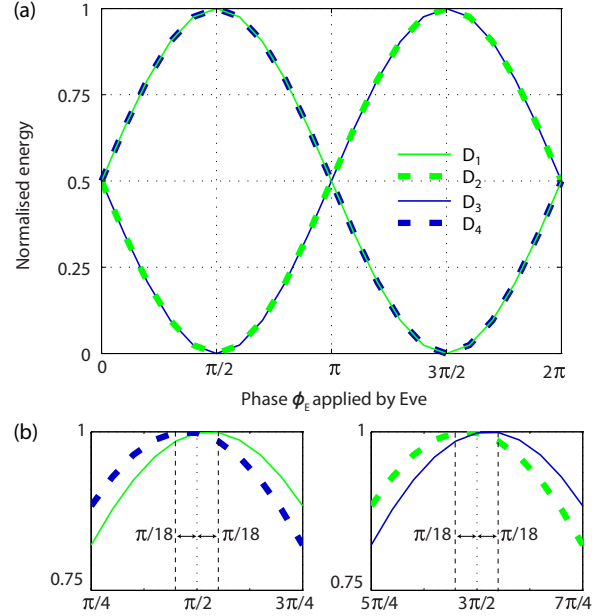 (a)
1
0.75
0.5
0.25
0
Normalised energy
D1
D2
D3
D4
0 π/2 π 3π/2 2π
Phase ϕE applied by Eve
(b)
1 1
π/18 π/18 π/18 π/18
0.75 0.75
π/4 π/2 3π/4 5π/4 3π/2 7π/4